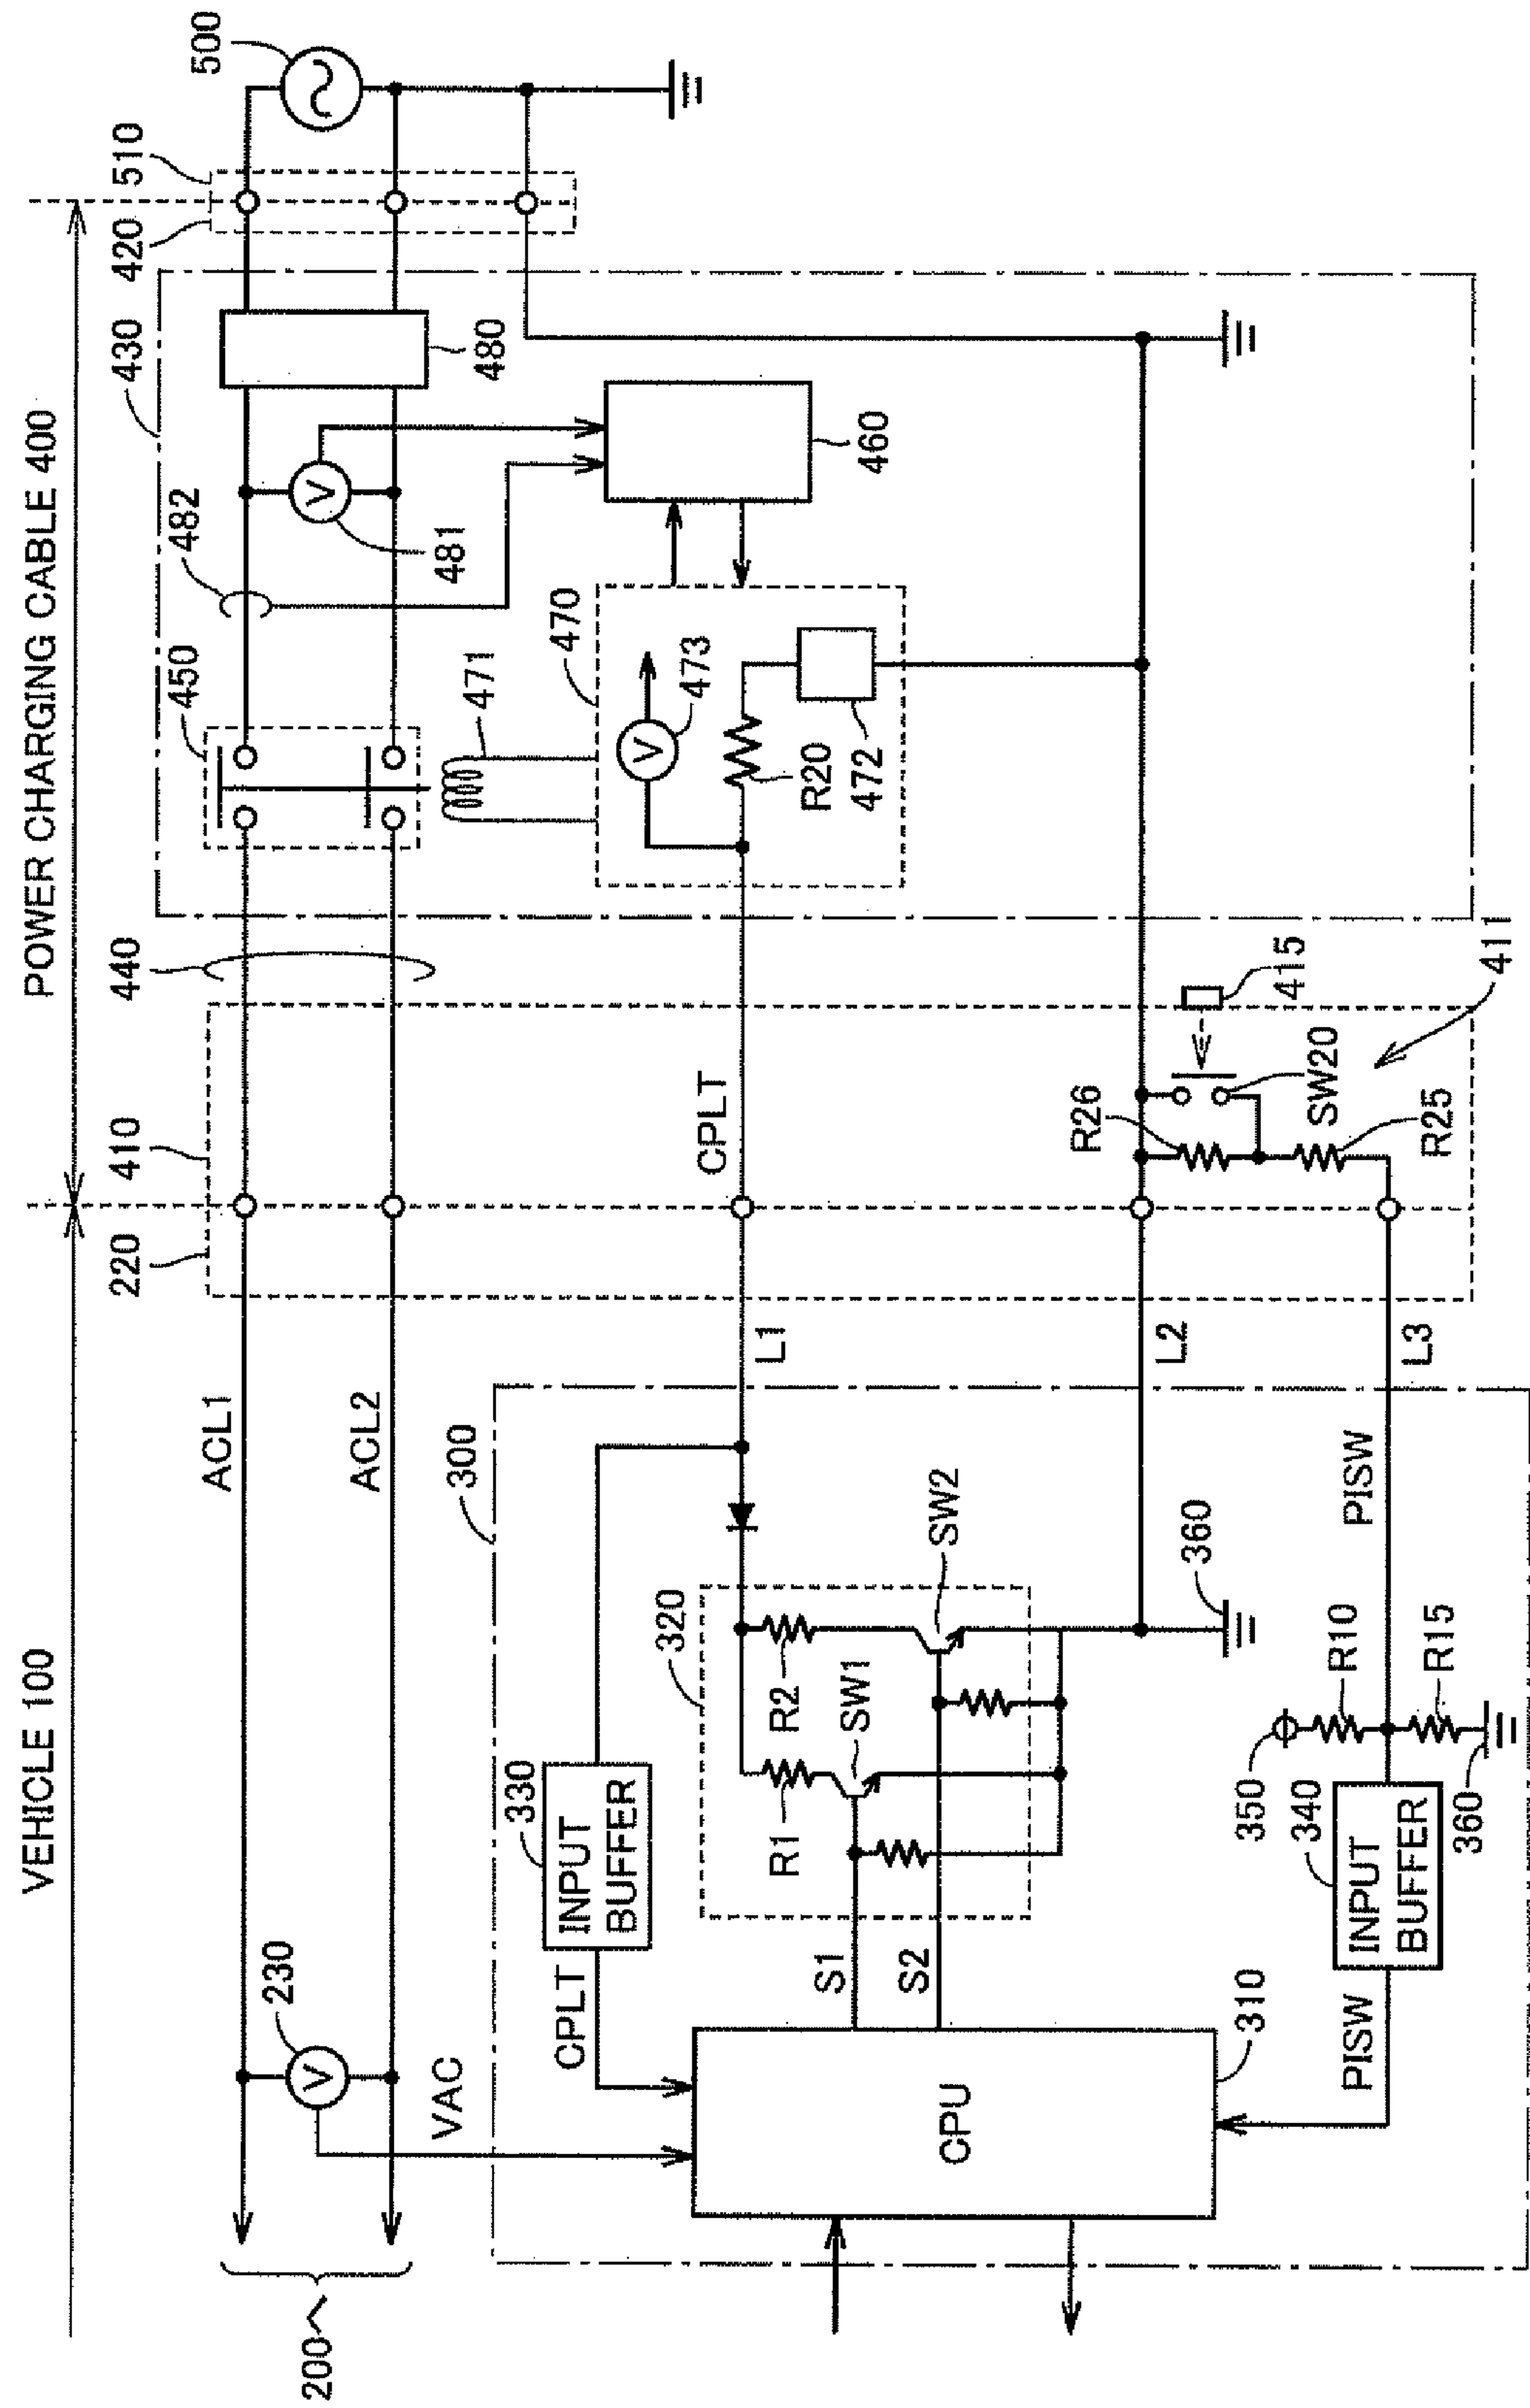 VEHICLE 100
POWER CHARGING CABLE 400
200
230
VAC
ACL1
ACL2
220
410
440
450
482
481
430
480
420
510
500
300
330
INPUT
BUFFER
CPLT
CPLT
L1
470
471
473
R20
472
460
320
R1
R2
SW1
SW2
S1
S2
CPU
310
360
L2
R26
SW20
R25
415
411
L3
PISW
PISW
350
R10
R15
340
INPUT
BUFFER
360